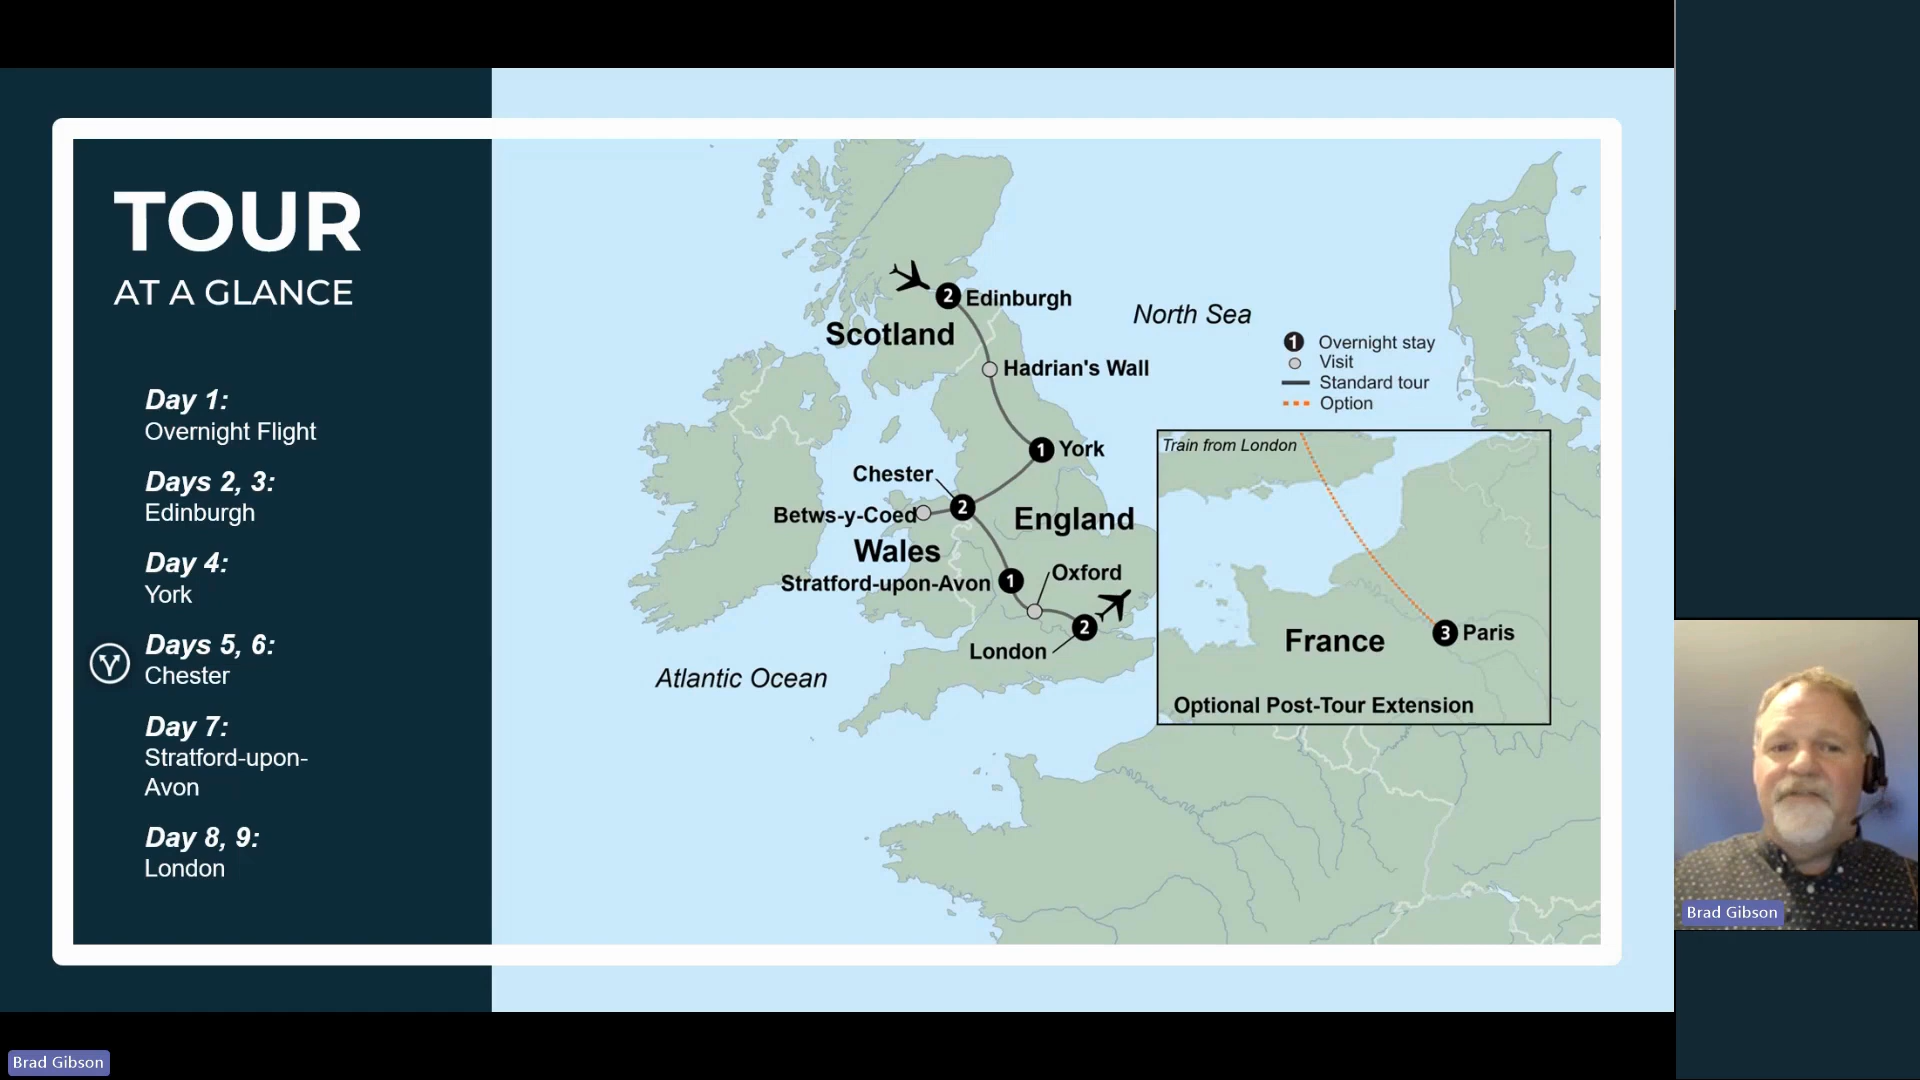 TOUR
AT A GLANCE
Day 1:
Overnight Flight
Days 2, 3:
Edinburgh
Day 4:
York
Days 5, 6:
Chester
Day 7:
Stratford-upon-
Avon
Day 8, 9:
London
2 Edinburgh
Scotland
North Sea
1 Overnight stay
Visit
Standard tour
Option
Hadrian's Wall
1 York
Train from London
Chester
2
Betws-y-Coed
England
Wales
Oxford
Stratford-upon-Avon 1
2
London
France
3 Paris
Atlantic Ocean
Optional Post-Tour Extension
Brad Gibson
Brad Gibson